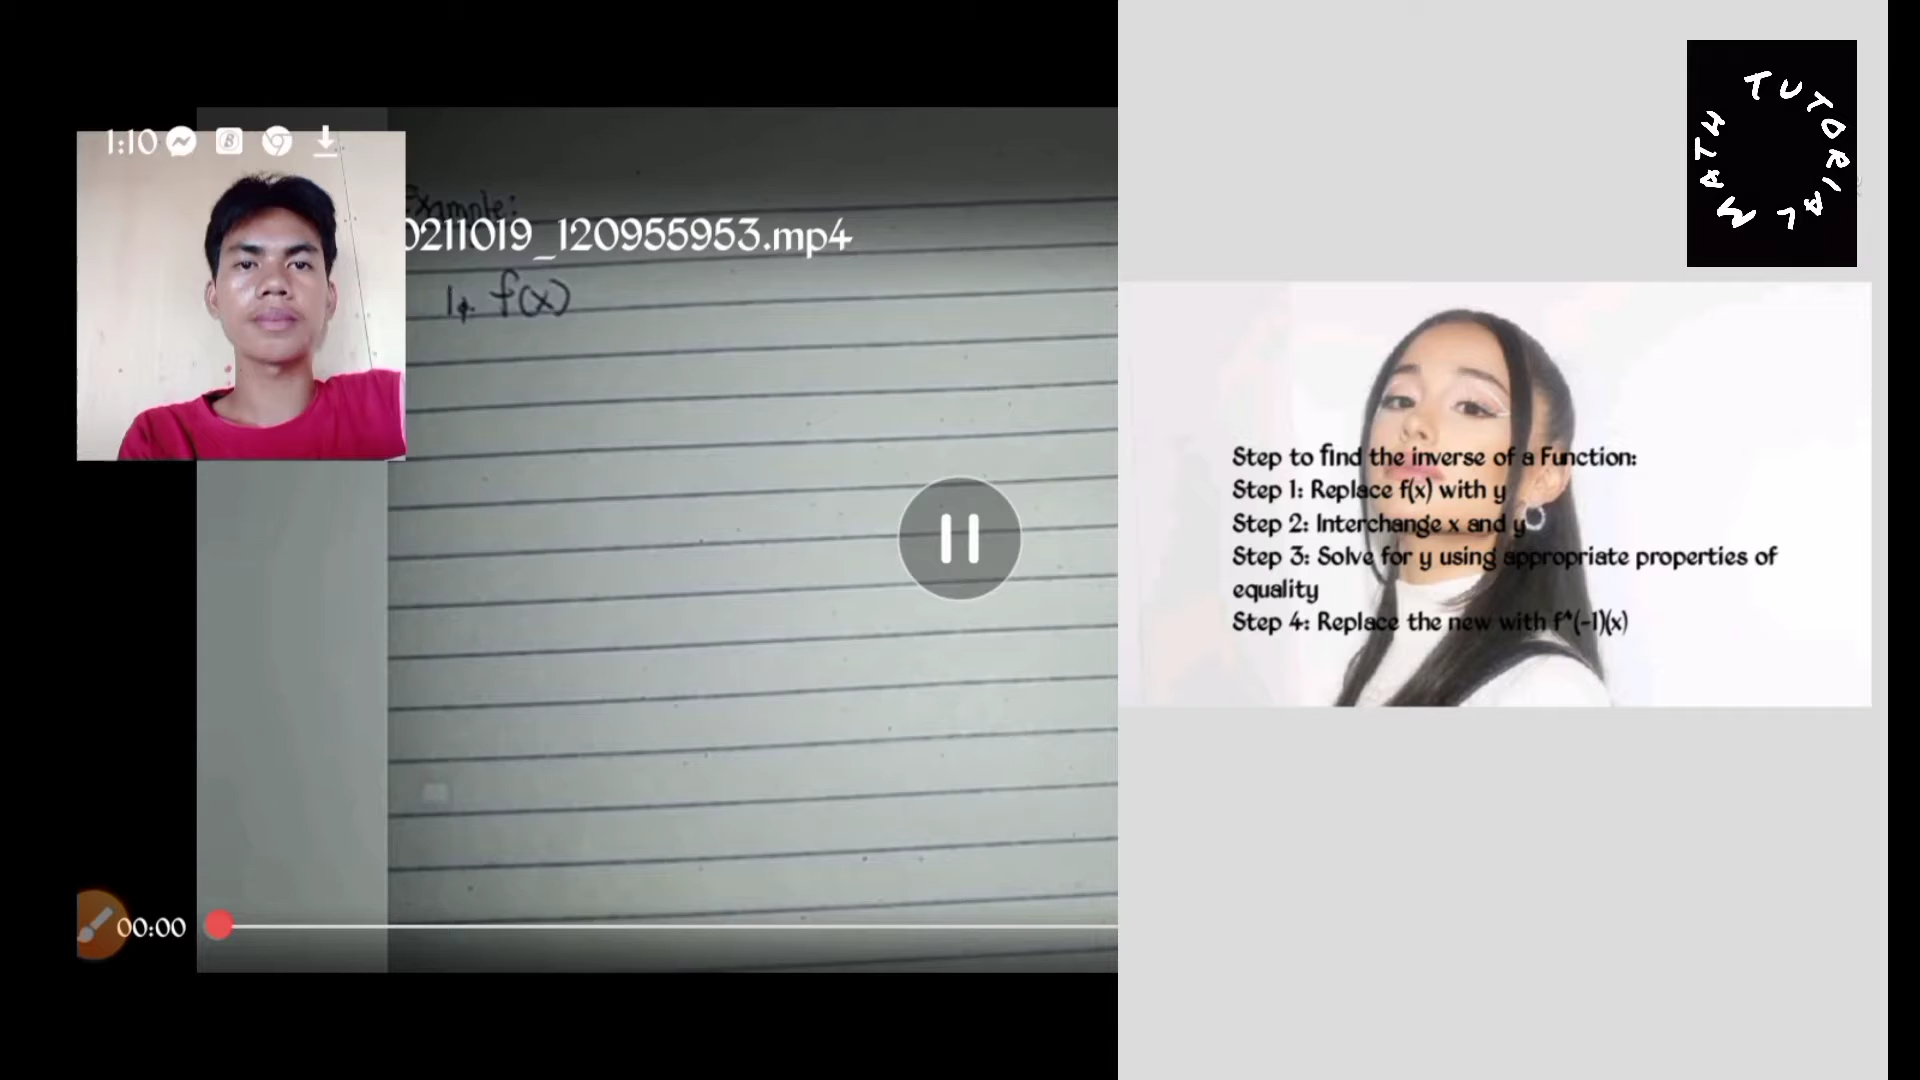 1:10
Example:
0211019_120955953.mp4
1. f(x)
00:00
MATH TUTORIAL
Step to find the inverse of a Function:
Step 1: Replace f(x) with y
Step 2: Interchange x and y
Step 3: Solve for y using appropriate properties of
equality
Step 4: Replace the new with f^(-1)(x)